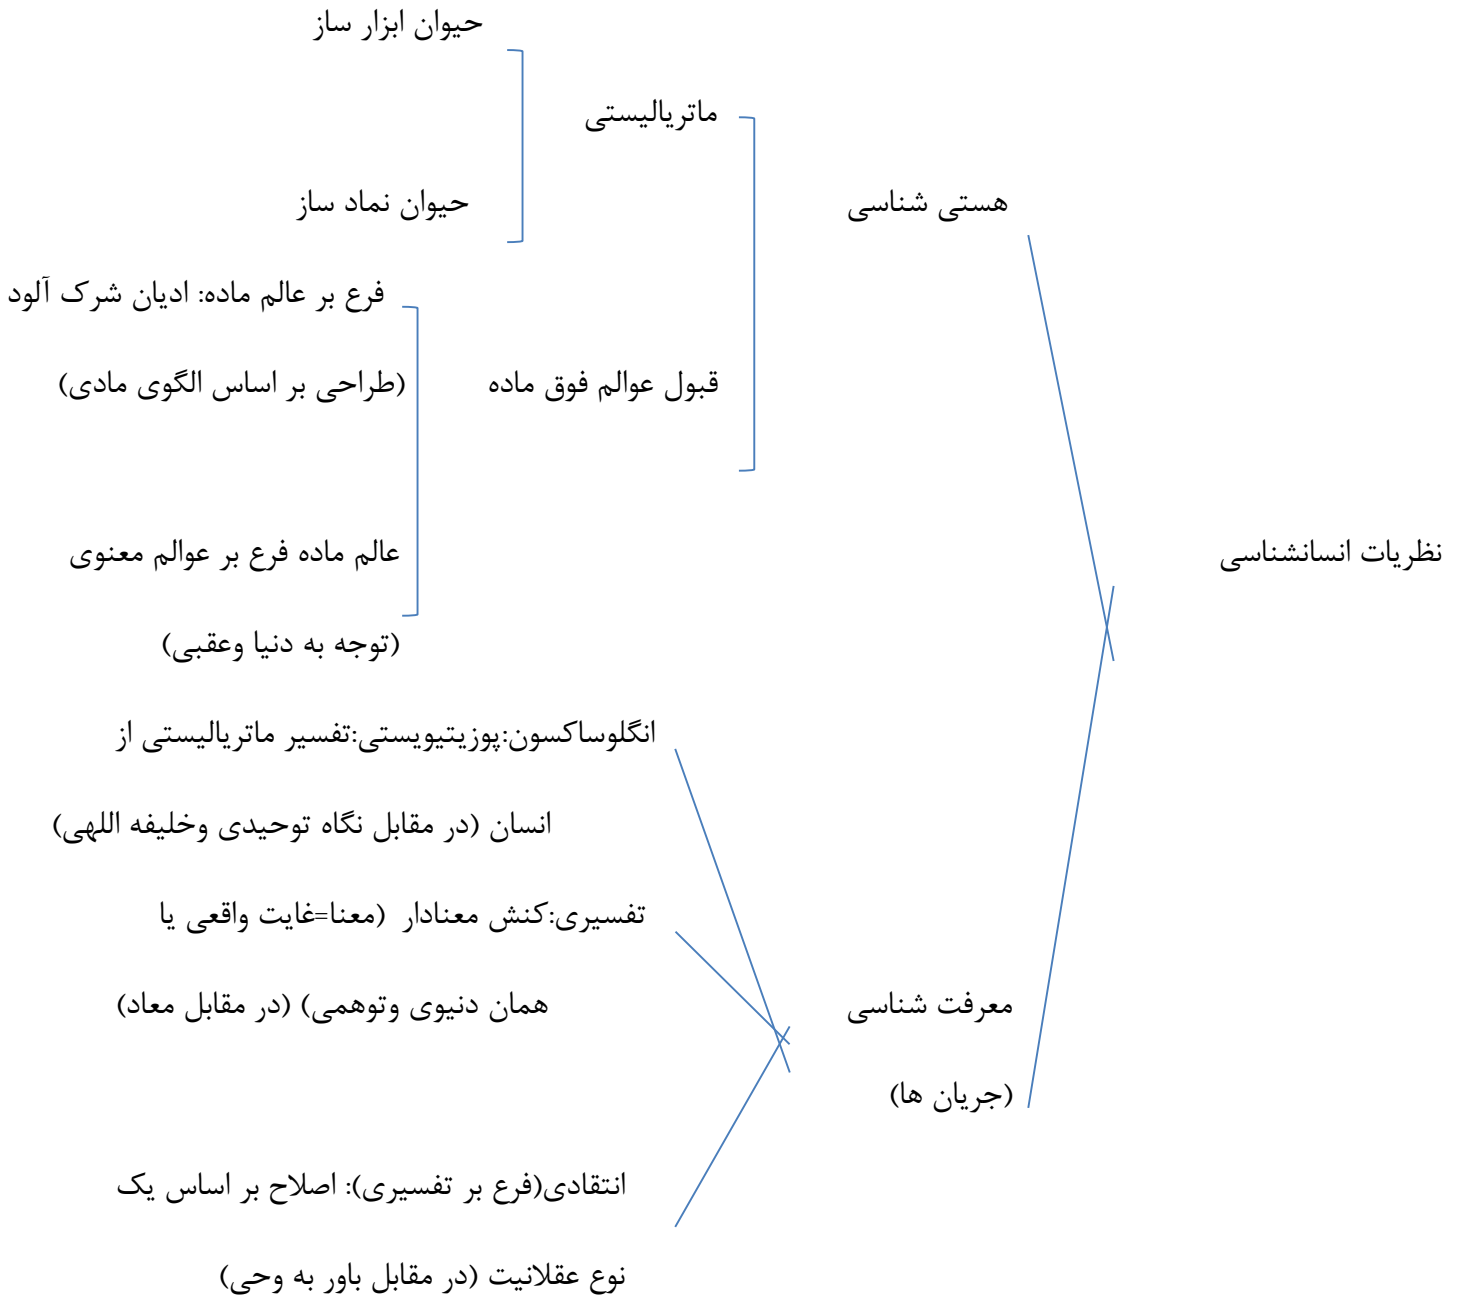 حیوان ابزار ساز
ماتریالیستی
حیوان نماد ساز
هستی شناسی
فرع بر عالم ماده: ادیان شرک آلود
قبول عوالم فوق ماده
(طراحی بر اساس الگوی مادی)
نظریات انسانشناسی
عالم ماده فرع بر عوالم معنوی
(توجه به دنیا وعقبی)
انگلوساکسون:پوزیتیویستی:تفسیر ماتریالیستی از
انسان (در مقابل نگاه توحیدی وخلیفه اللهی)
تفسیری:کنش معنادار (معنا=غایت واقعی یا
معرفت شناسی
همان دنیوی وتوهمی) (در مقابل معاد)
(جریان ها)
انتقادی(فرع بر تفسیری): اصلاح بر اساس یک
نوع عقلانیت (در مقابل باور به وحی)